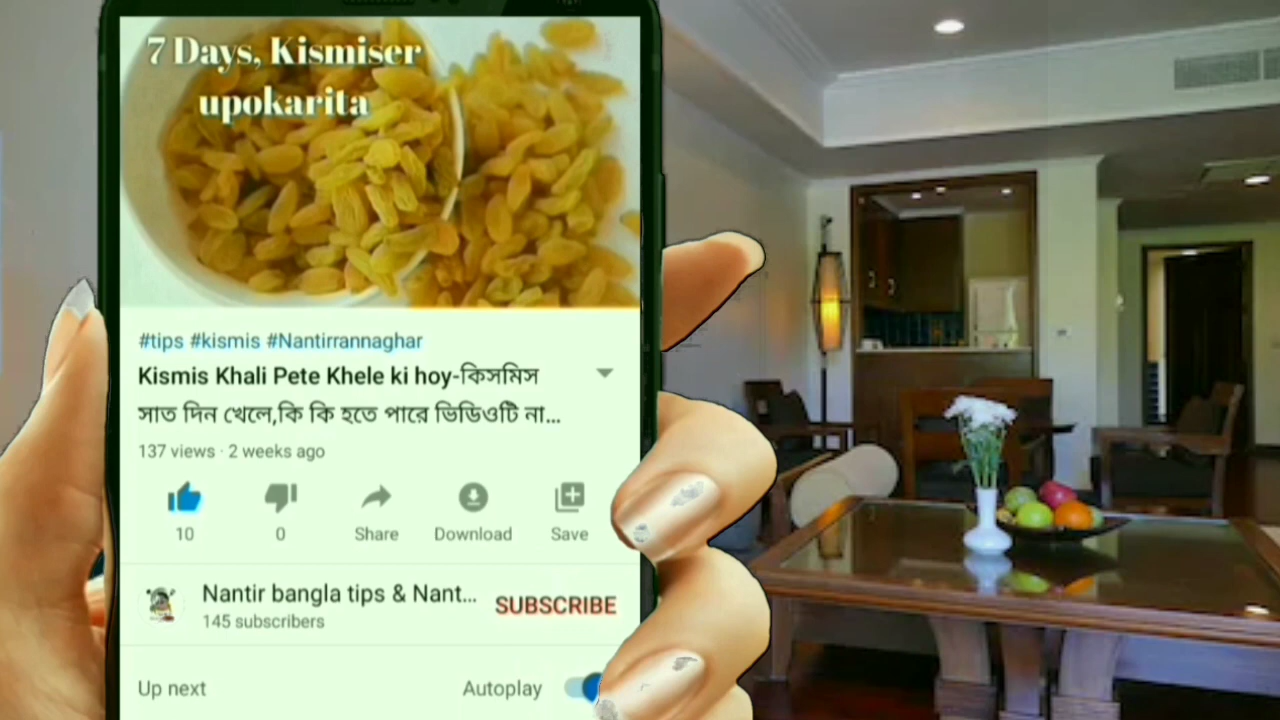 7 Days, Kismiser
upokarita
#tips #kismis #Nantirrannaghar
Kismis Khali Pete Khele ki hoy-কিসমিস
সাত দিন খেলে,কি কি হতে পারে ভিডিওটি না...
137 views · 2 weeks ago
10
0
Share
Download
Save
Nantir bangla tips & Nant...
SUBSCRIBE
145 subscribers
Up next
Autoplay